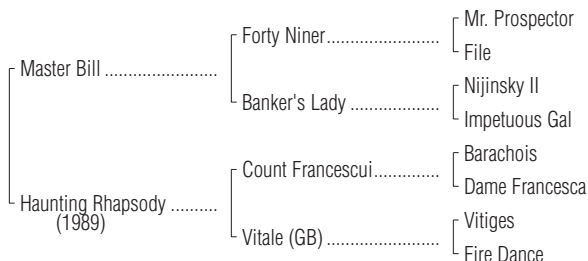 Mr. Prospector
Forty Niner........................
File
Master Bill ........................
Nijinsky II
Banker's Lady ...................
Impetuous Gal
Barachois
Count Francescui..............
Dame Francesca
Haunting Rhapsody ..........
(1989)
Vitiges
Vitale (GB) ........................
Fire Dance